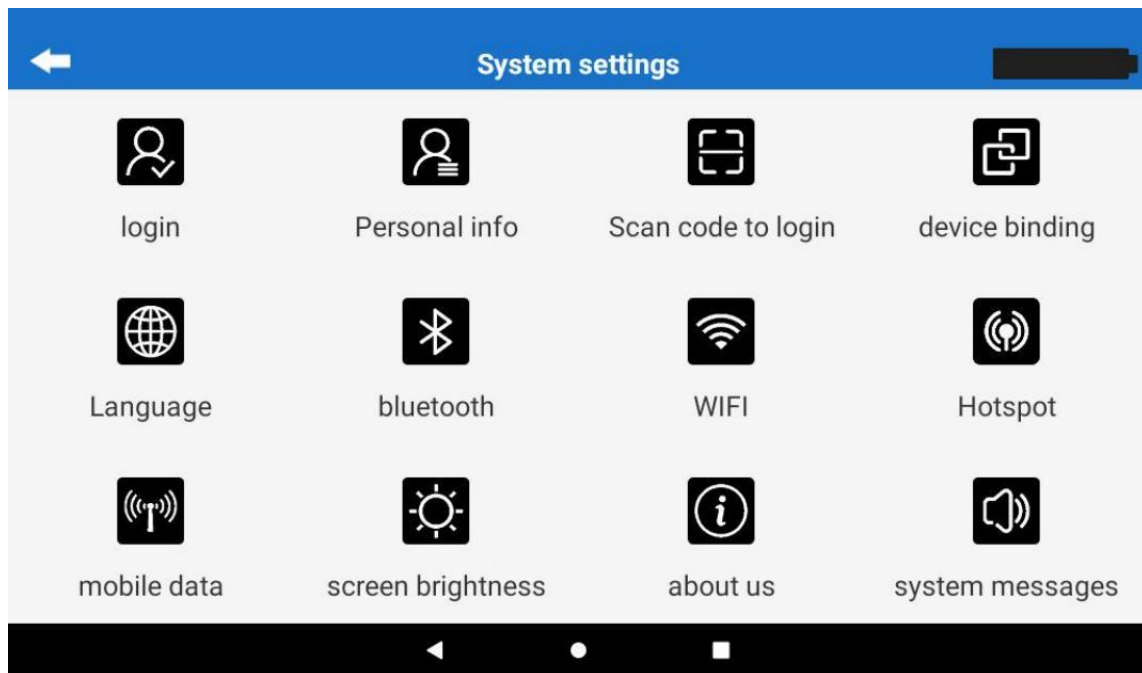 System settings
login
Personal info
Scan code to login
device binding
Language
bluetooth
WIFI
Hotspot
mobile data
screen brightness
about us
system messages